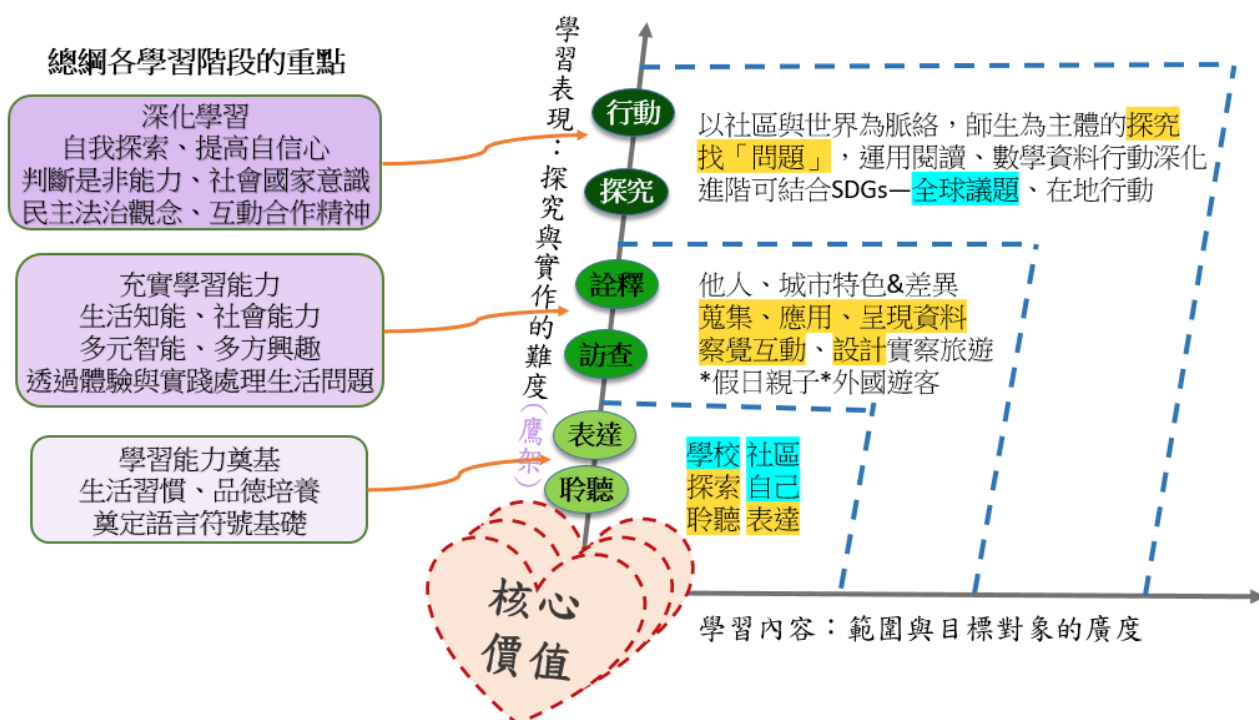 總綱各學習階段的重點
深化學習
自我探索、提高自信心
判斷是非能力、社會國家意識
民主法治觀念、互動合作精神
充實學習能力
生活知能、社會能力
多元智能、多方興趣
透過體驗與實踐處理生活問題
學習能力奠基
生活習慣、品德培養
奠定語言符號基礎
學習表現：探究與實作的難度
(鷹架)
行動
探究
詮釋
訪查
表達
聆聽
核心
價值
以社區與世界為脈絡，師生為主體的探究
找「問題」，運用閱讀、數學資料行動深化
進階可結合SDGs—全球議題、在地行動
他人、城市特色&差異
蒐集、應用、呈現資料
察覺互動、設計實察旅遊
*假日親子*外國遊客
學校 社區
探索 自己
聆聽 表達
學習內容：範圍與目標對象的廣度